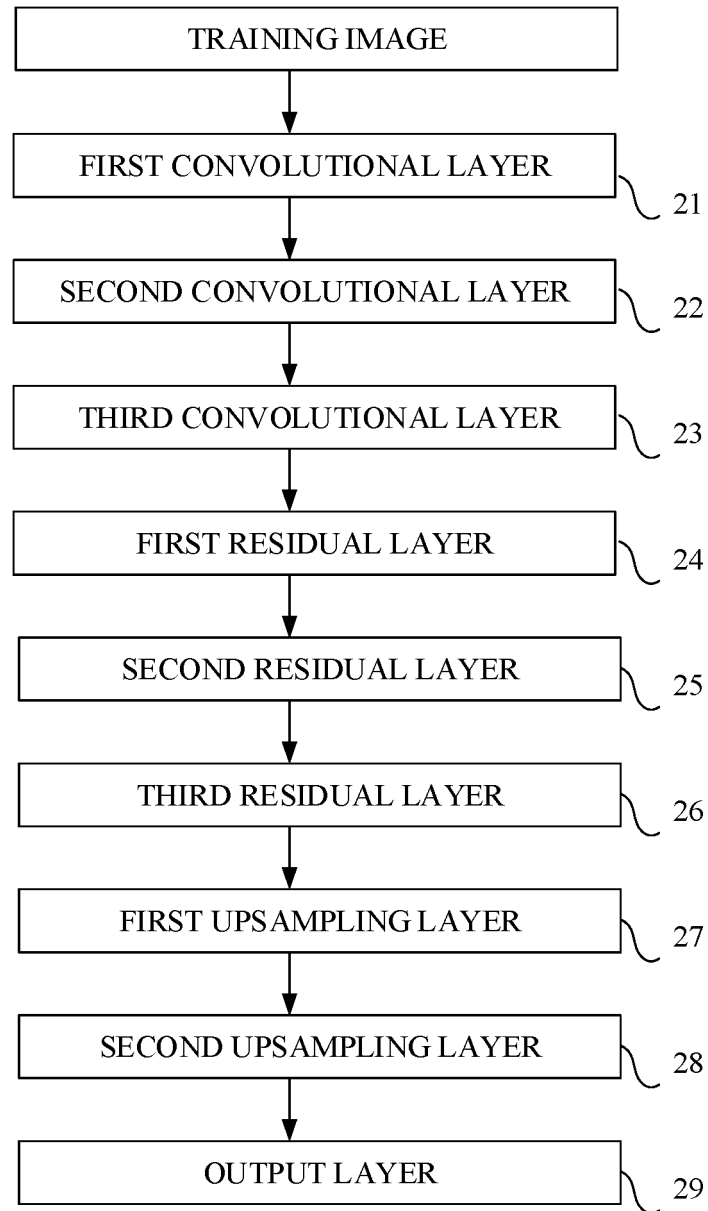 TRAINING IMAGE
FIRST CONVOLUTIONAL LAYER
21
SECOND CONVOLUTIONAL LAYER
22
THIRD CONVOLUTIONAL LAYER
23
FIRST RESIDUAL LAYER
24
SECOND RESIDUAL LAYER
25
THIRD RESIDUAL LAYER
26
FIRST UPSAMPLING LAYER
27
SECOND UPSAMPLING LAYER
28
OUTPUT LAYER
29